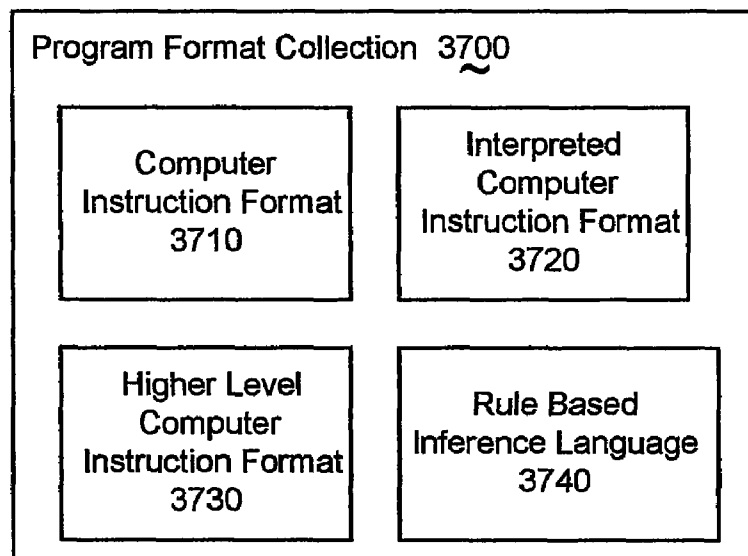 Program Format Collection 3700
Computer
Instruction Format
3710
Interpreted
Computer
Instruction Format
3720
Higher Level
Computer
Instruction Format
3730
Rule Based
Inference Language
3740